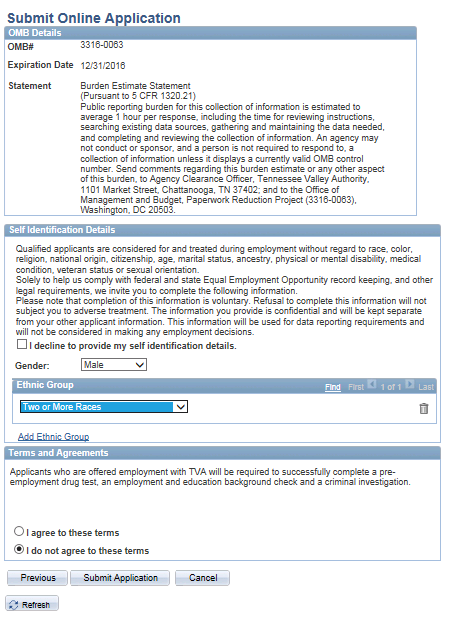 Submit Online Application
OMB Details
OMB# 3316-0063
Expiration Date 12/31/2016
Statement Burden Estimate Statement
(Pursuant to 5 CFR 1320.21)
Public reporting burden for this collection of information is estimated to
average 1 hour per response, including the time for reviewing instructions,
searching existing data sources, gathering and maintaining the data needed,
and completing and reviewing the collection of information. An agency may
not conduct or sponsor, and a person is not required to respond to, a
collection of information unless it displays a currently valid OMB control
number. Send comments regarding this burden estimate or any other aspect
of this burden, to Agency Clearance Officer, Tennessee Valley Authority,
1101 Market Street, Chattanooga, TN 37402; and to the Office of
Management and Budget, Paperwork Reduction Project (3316-0063),
Washington, DC 20503.
Self Identification Details
Qualified applicants are considered for and treated during employment without regard to race, color,
religion, national origin, citizenship, age, marital status, ancestry, physical or mental disability, medical
condition, veteran status or sexual orientation.
Solely to help us comply with federal and state Equal Employment Opportunity record keeping, and other
legal requirements, we invite you to complete the following information.
Please note that completion of this information is voluntary. Refusal to complete this information will not
subject you to adverse treatment. The information you provide is confidential and will be kept separate
from your other applicant information. This information will be used for data reporting requirements and
will not be considered in making any employment decisions.
I decline to provide my self identification details.
Gender: Male
Ethnic Group Find First 1 of 1 Last
Two or More Races
Add Ethnic Group
Terms and Agreements
Applicants who are offered employment with TVA will be required to successfully complete a pre-
employment drug test, an employment and education background check and a criminal investigation.
I agree to these terms
I do not agree to these terms
Previous Submit Application Cancel
Refresh